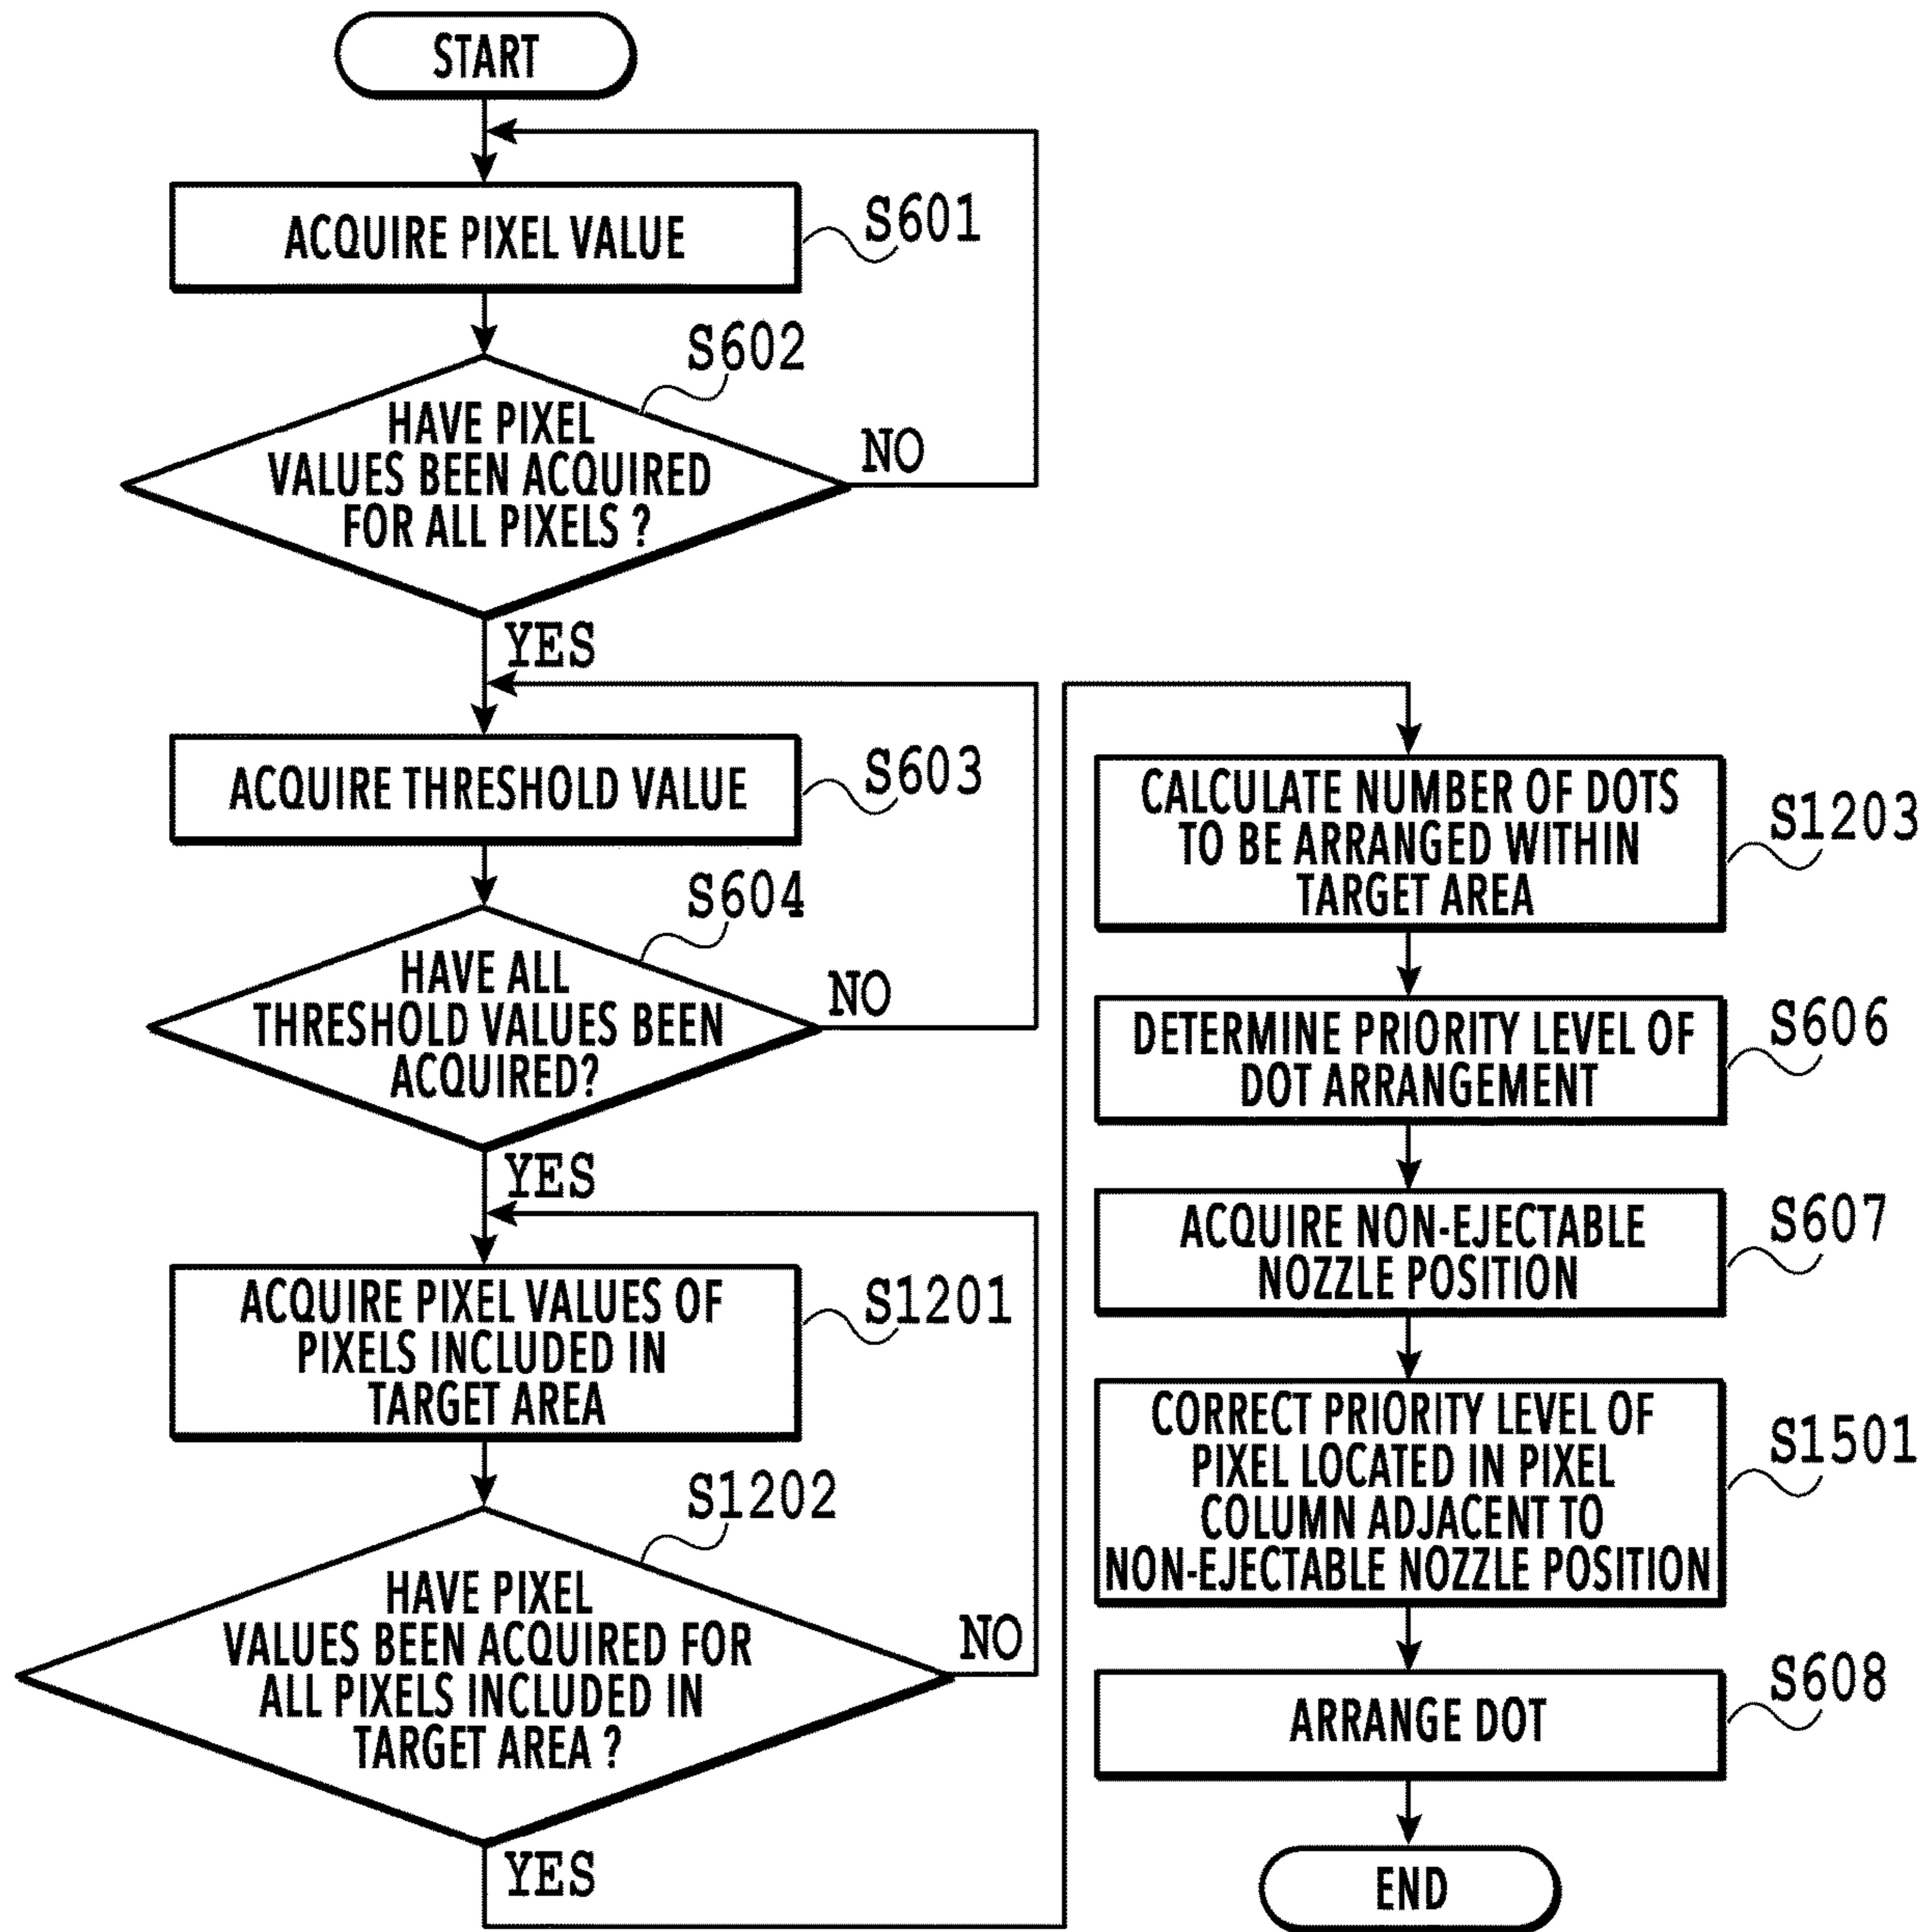 START
ACQUIRE PIXEL VALUE
S601
S602
HAVE PIXEL
VALUES BEEN ACQUIRED
FOR ALL PIXELS ?
NO
YES
ACQUIRE THRESHOLD VALUE
S603
S604
HAVE ALL
THRESHOLD VALUES BEEN
ACQUIRED?
NO
YES
ACQUIRE PIXEL VALUES OF
PIXELS INCLUDED IN
TARGET AREA
S1201
S1202
HAVE PIXEL
VALUES BEEN ACQUIRED FOR
ALL PIXELS INCLUDED IN
TARGET AREA ?
NO
YES
CALCULATE NUMBER OF DOTS
TO BE ARRANGED WITHIN
TARGET AREA
S1203
DETERMINE PRIORITY LEVEL OF
DOT ARRANGEMENT
S606
ACQUIRE NON-EJECTABLE
NOZZLE POSITION
S607
CORRECT PRIORITY LEVEL OF
PIXEL LOCATED IN PIXEL
COLUMN ADJACENT TO
NON-EJECTABLE NOZZLE POSITION
S1501
ARRANGE DOT
S608
END